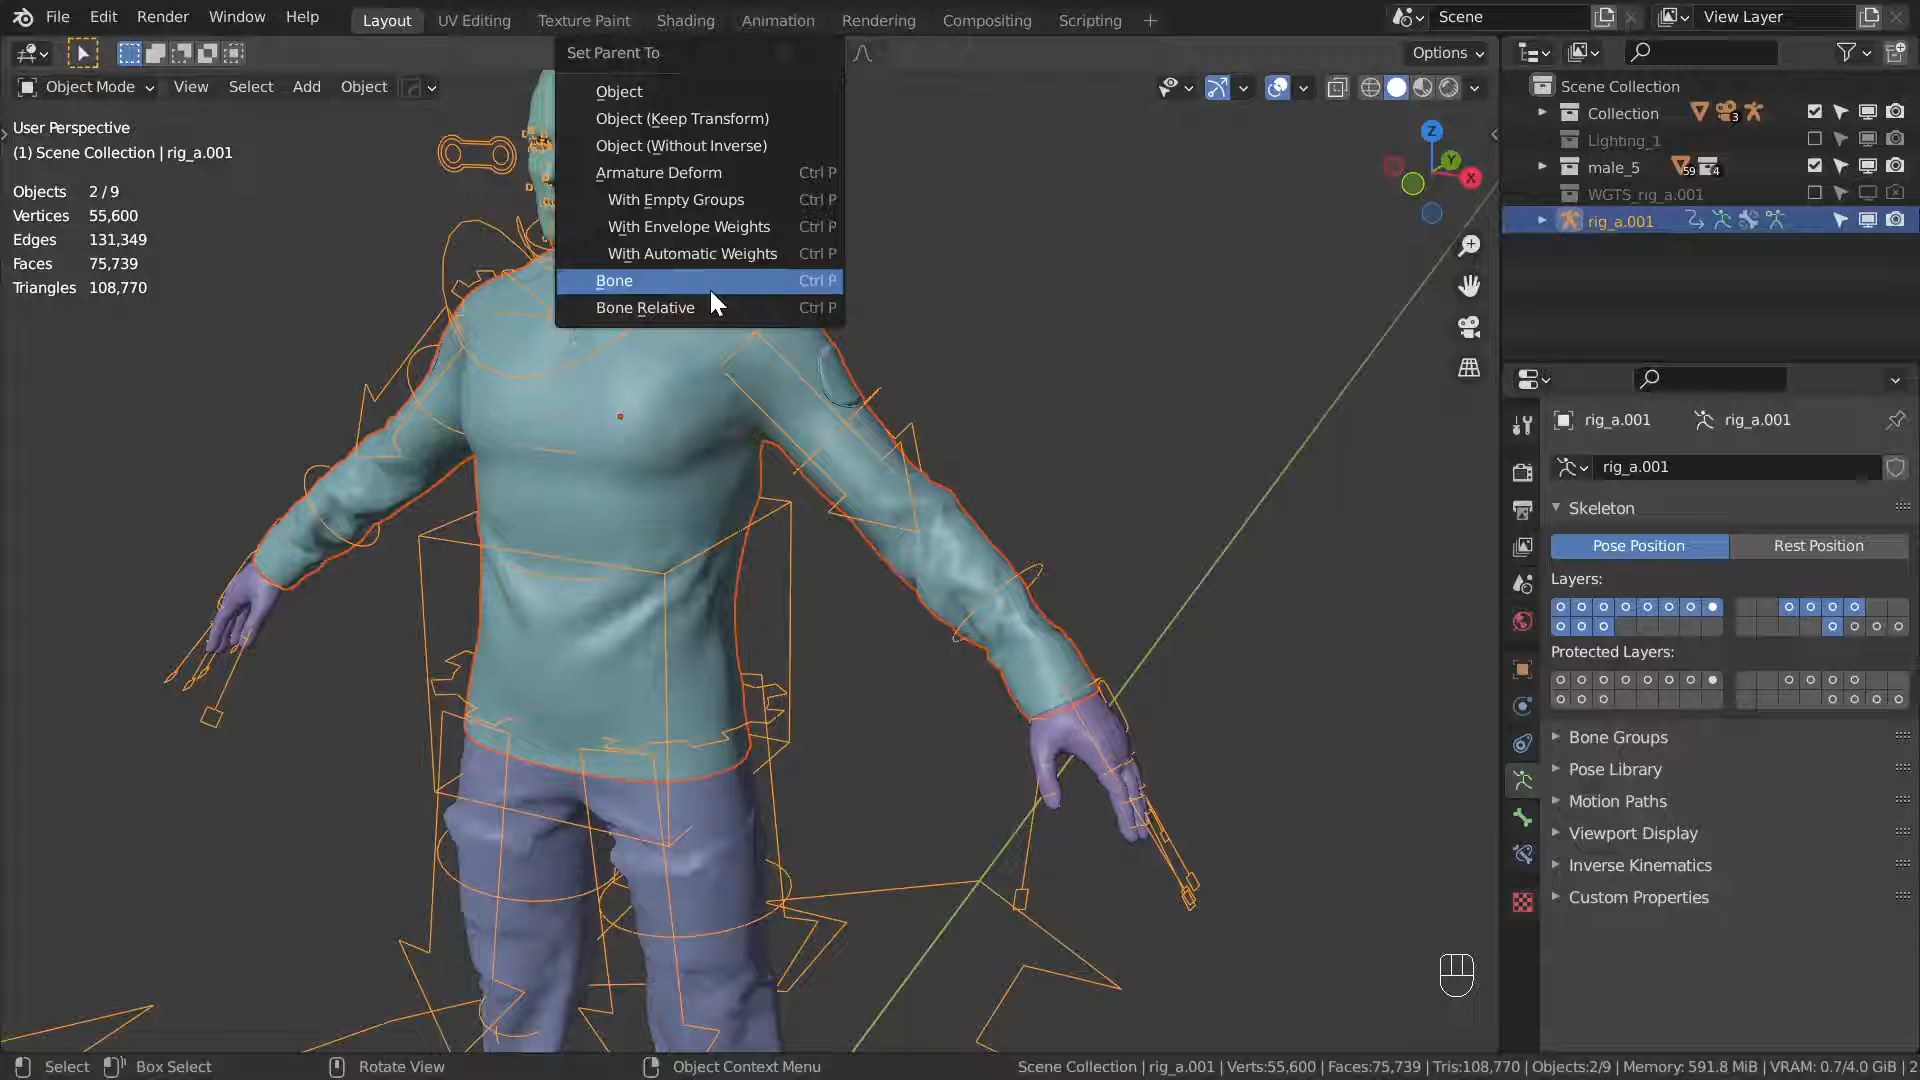 File Edit Render Window Help Layout UV Editing Texture Paint Shading Animation Rendering Compositing Scripting Scene View Layer
Set Parent To Options
Object Mode View Select Add Object
User Perspective
(1) Scene Collection | rig_a.001
Objects 2 / 9
Vertices 55,600
Edges 131,349
Faces 75,739
Triangles 108,770
Object
Object (Keep Transform)
Object (Without Inverse)
Armature Deform Ctrl P
With Empty Groups Ctrl P
With Envelope Weights Ctrl P
With Automatic Weights Ctrl P
Bone Ctrl P
Bone Relative Ctrl P
Z
Y
X
Scene Collection
Collection 3
Lighting_1
male_5 59 4
WGTS_rig_a.001
rig_a.001
rig_a.001 rig_a.001
rig_a.001
Skeleton
Pose Position Rest Position
Layers:
Protected Layers:
Bone Groups
Pose Library
Motion Paths
Viewport Display
Inverse Kinematics
Custom Properties
Select Box Select Rotate View Object Context Menu Scene Collection | rig_a.001 | Verts:55,600 | Faces:75,739 | Tris:108,770 | Objects:2/9 | Memory: 591.8 MiB | VRAM: 0.7/4.0 GiB | 2